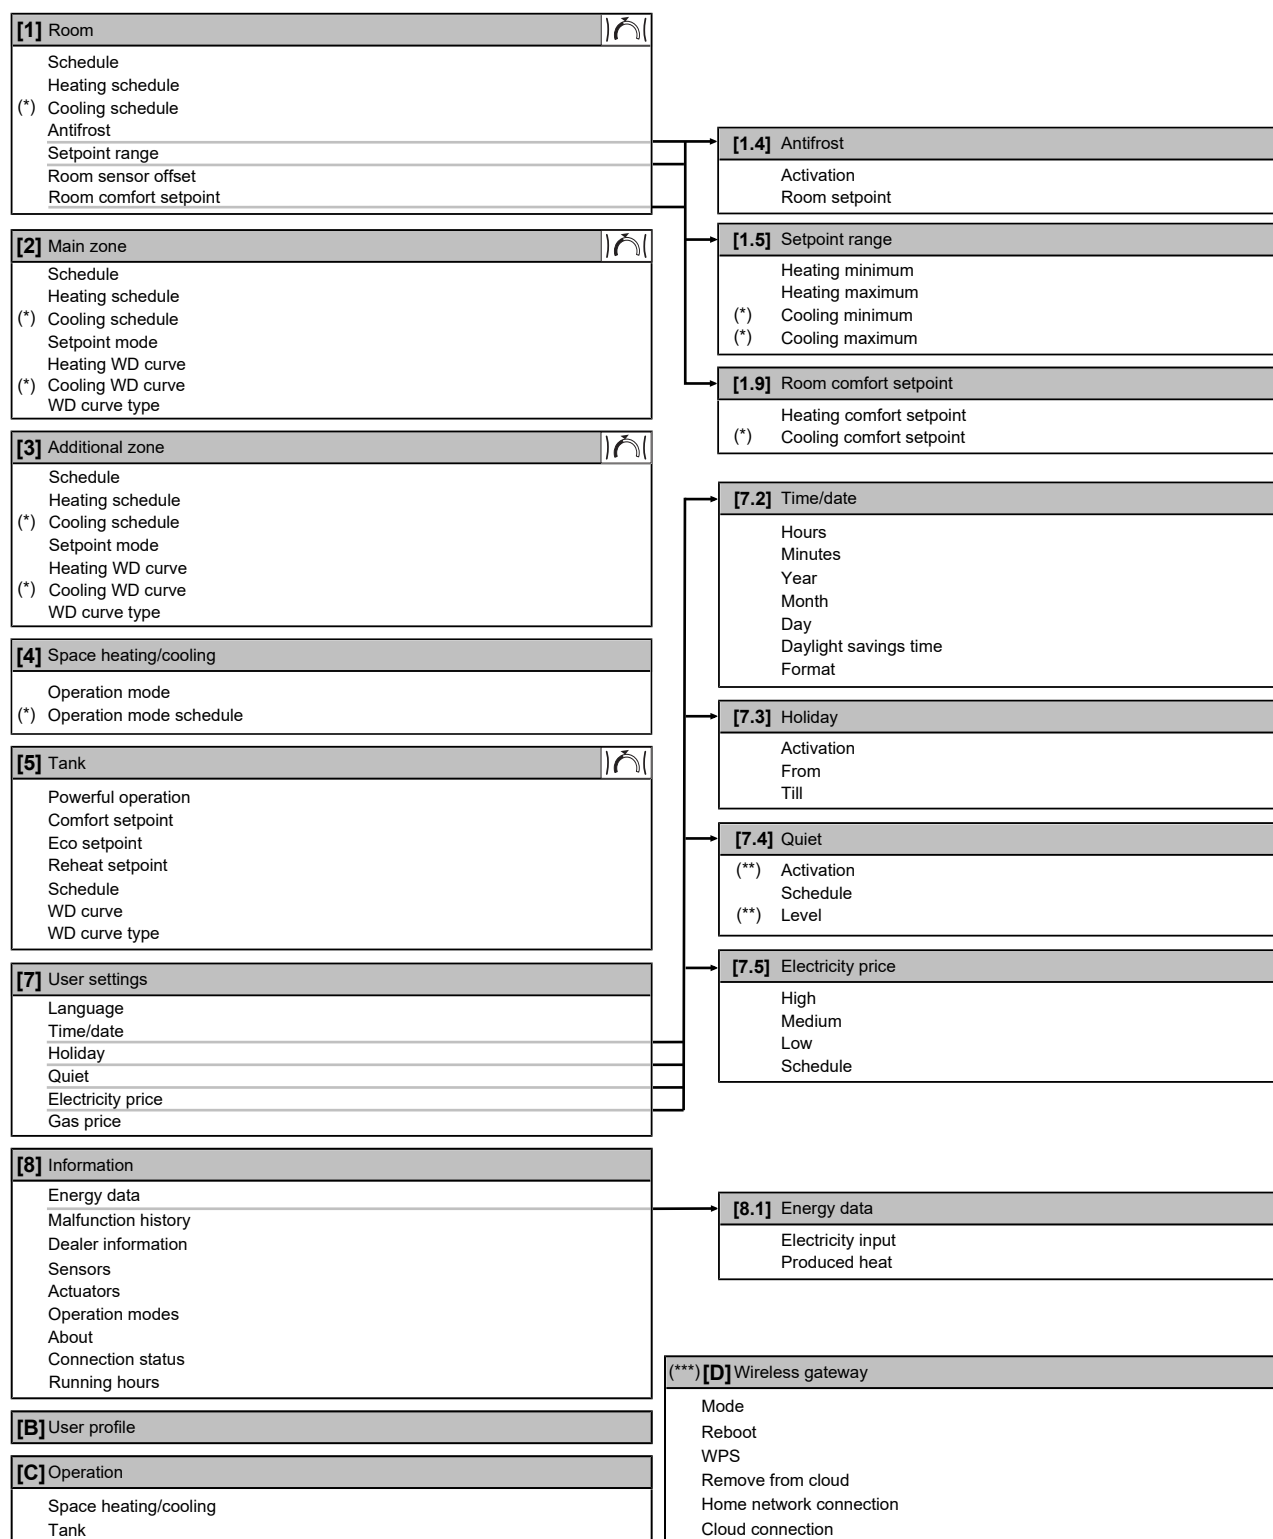 [1] Room
Schedule
Heating schedule
(*) Cooling schedule
Antifrost
Setpoint range
Room sensor offset
Room comfort setpoint
[2] Main zone
Schedule
Heating schedule
(*) Cooling schedule
Setpoint mode
Heating WD curve
(*) Cooling WD curve
WD curve type
[3] Additional zone
Schedule
Heating schedule
(*) Cooling schedule
Setpoint mode
Heating WD curve
(*) Cooling WD curve
WD curve type
[4] Space heating/cooling
Operation mode
(*) Operation mode schedule
[5] Tank
Powerful operation
Comfort setpoint
Eco setpoint
Reheat setpoint
Schedule
WD curve
WD curve type
[7] User settings
Language
Time/date
Holiday
Quiet
Electricity price
Gas price
[8] Information
Energy data
Malfunction history
Dealer information
Sensors
Actuators
Operation modes
About
Connection status
Running hours
[B] User profile
[C] Operation
Space heating/cooling
Tank
[1.4] Antifrost
Activation
Room setpoint
[1.5] Setpoint range
Heating minimum
Heating maximum
(*) Cooling minimum
(*) Cooling maximum
[1.9] Room comfort setpoint
Heating comfort setpoint
(*) Cooling comfort setpoint
[7.2] Time/date
Hours
Minutes
Year
Month
Day
Daylight savings time
Format
[7.3] Holiday
Activation
From
Till
[7.4] Quiet
(**) Activation
Schedule
(**) Level
[7.5] Electricity price
High
Medium
Low
Schedule
[8.1] Energy data
Electricity input
Produced heat
(***) [D] Wireless gateway
Mode
Reboot
WPS
Remove from cloud
Home network connection
Cloud connection